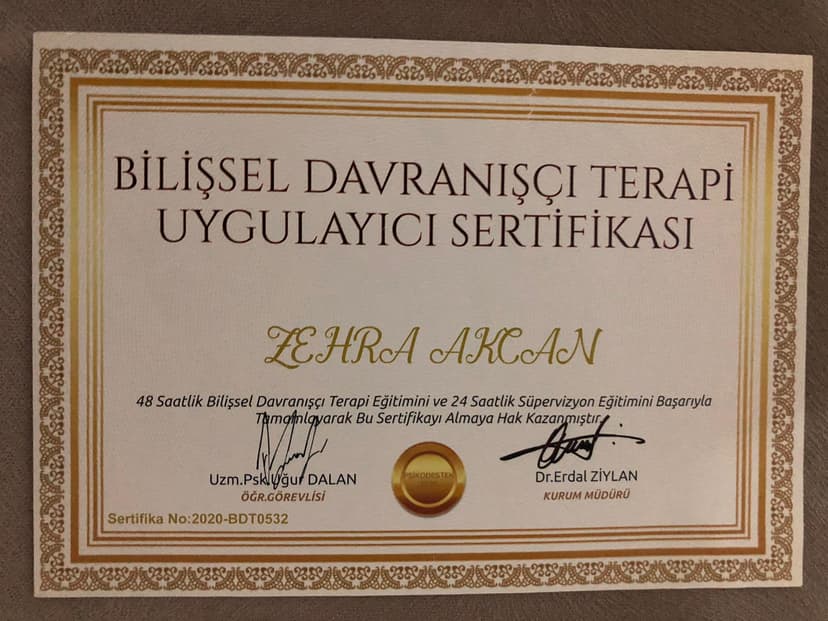 BİLİŞSEL DAVRANIŞÇI TERAPİ
UYGULAYICI SERTİFİKASI
ZEHRA AKCAN
48 Saatlik Bilişsel Davranışçı Terapi Eğitimini ve 24 Saatlik Süpervizyon Eğitimini Başarıyla
Tamamlayarak Bu Sertifikayı Almaya Hak Kazanmıştır.
Uzm.Psk.Uğur DALAN
ÖĞR.GÖREVLİSİ
PSİKODESTEK
Dr.Erdal ZİYLAN
KURUM MÜDÜRÜ
Sertifika No:2020-BDT0532